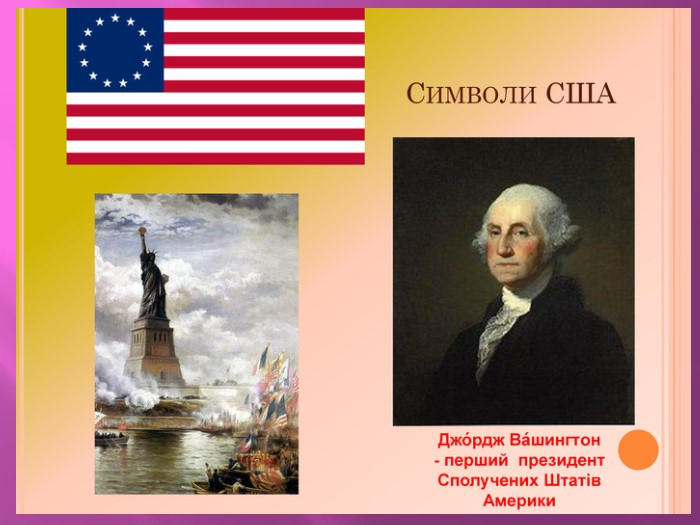 Символи США
Джо́рдж Ва́шингтон
- перший президент
Сполучених Штатів
Америки